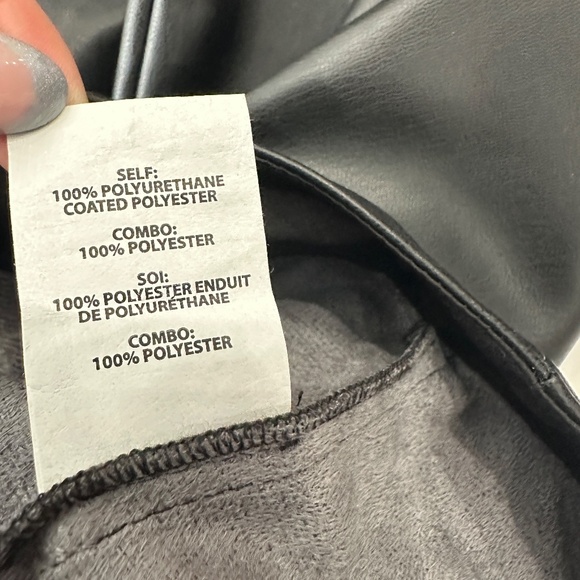 SELF:
100% POLYURETHANE
COATED POLYESTER
COMBO:
100% POLYESTER
SOI:
100% POLYESTER ENDUIT
DE POLYURÉTHANE
COMBO:
100% POLYESTER